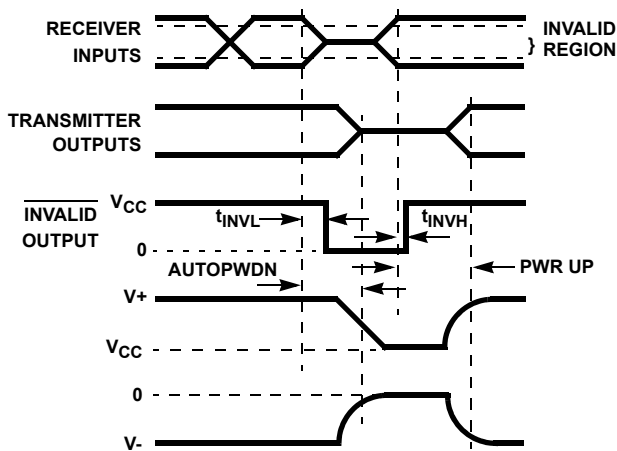 RECEIVER
INPUTS
} INVALID
REGION
TRANSMITTER
OUTPUTS
INVALID
OUTPUT
VCC
0
tINVL
tINVH
AUTOPWDN
PWR UP
V+
VCC
0
V-